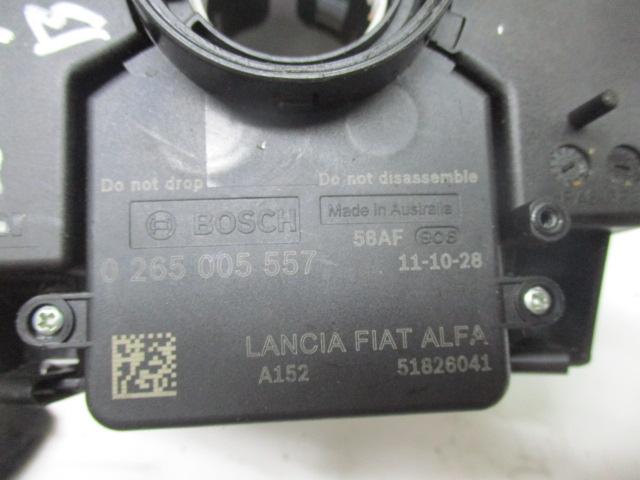 B
Do not drop
Do not disassemble
BOSCH
Made in Australia
56AF
0 265 005 557
11-10-28
LANCIA FIAT ALFA
A152
51826041